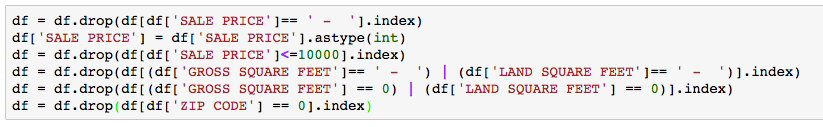 df = df.drop(df[df['SALE PRICE']== ' -  '].index)
df['SALE PRICE'] = df['SALE PRICE'].astype(int)
df = df.drop(df[df['SALE PRICE']<=10000].index)
df = df.drop(df[(df['GROSS SQUARE FEET']== ' -  ') | (df['LAND SQUARE FEET']== ' -  ')].index)
df = df.drop(df[(df['GROSS SQUARE FEET'] == 0) | (df['LAND SQUARE FEET'] == 0)].index)
df = df.drop(df[df['ZIP CODE'] == 0].index)